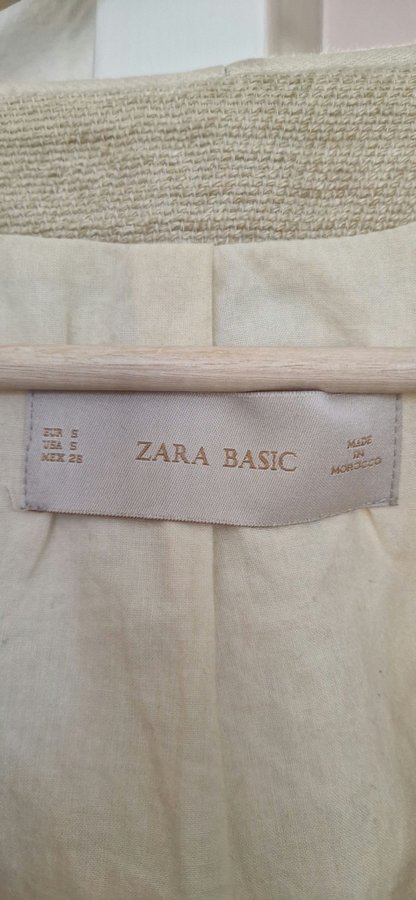 EUR S
USA S
MEX 26
ZARA BASIC
MADE
IN
MOROCCO